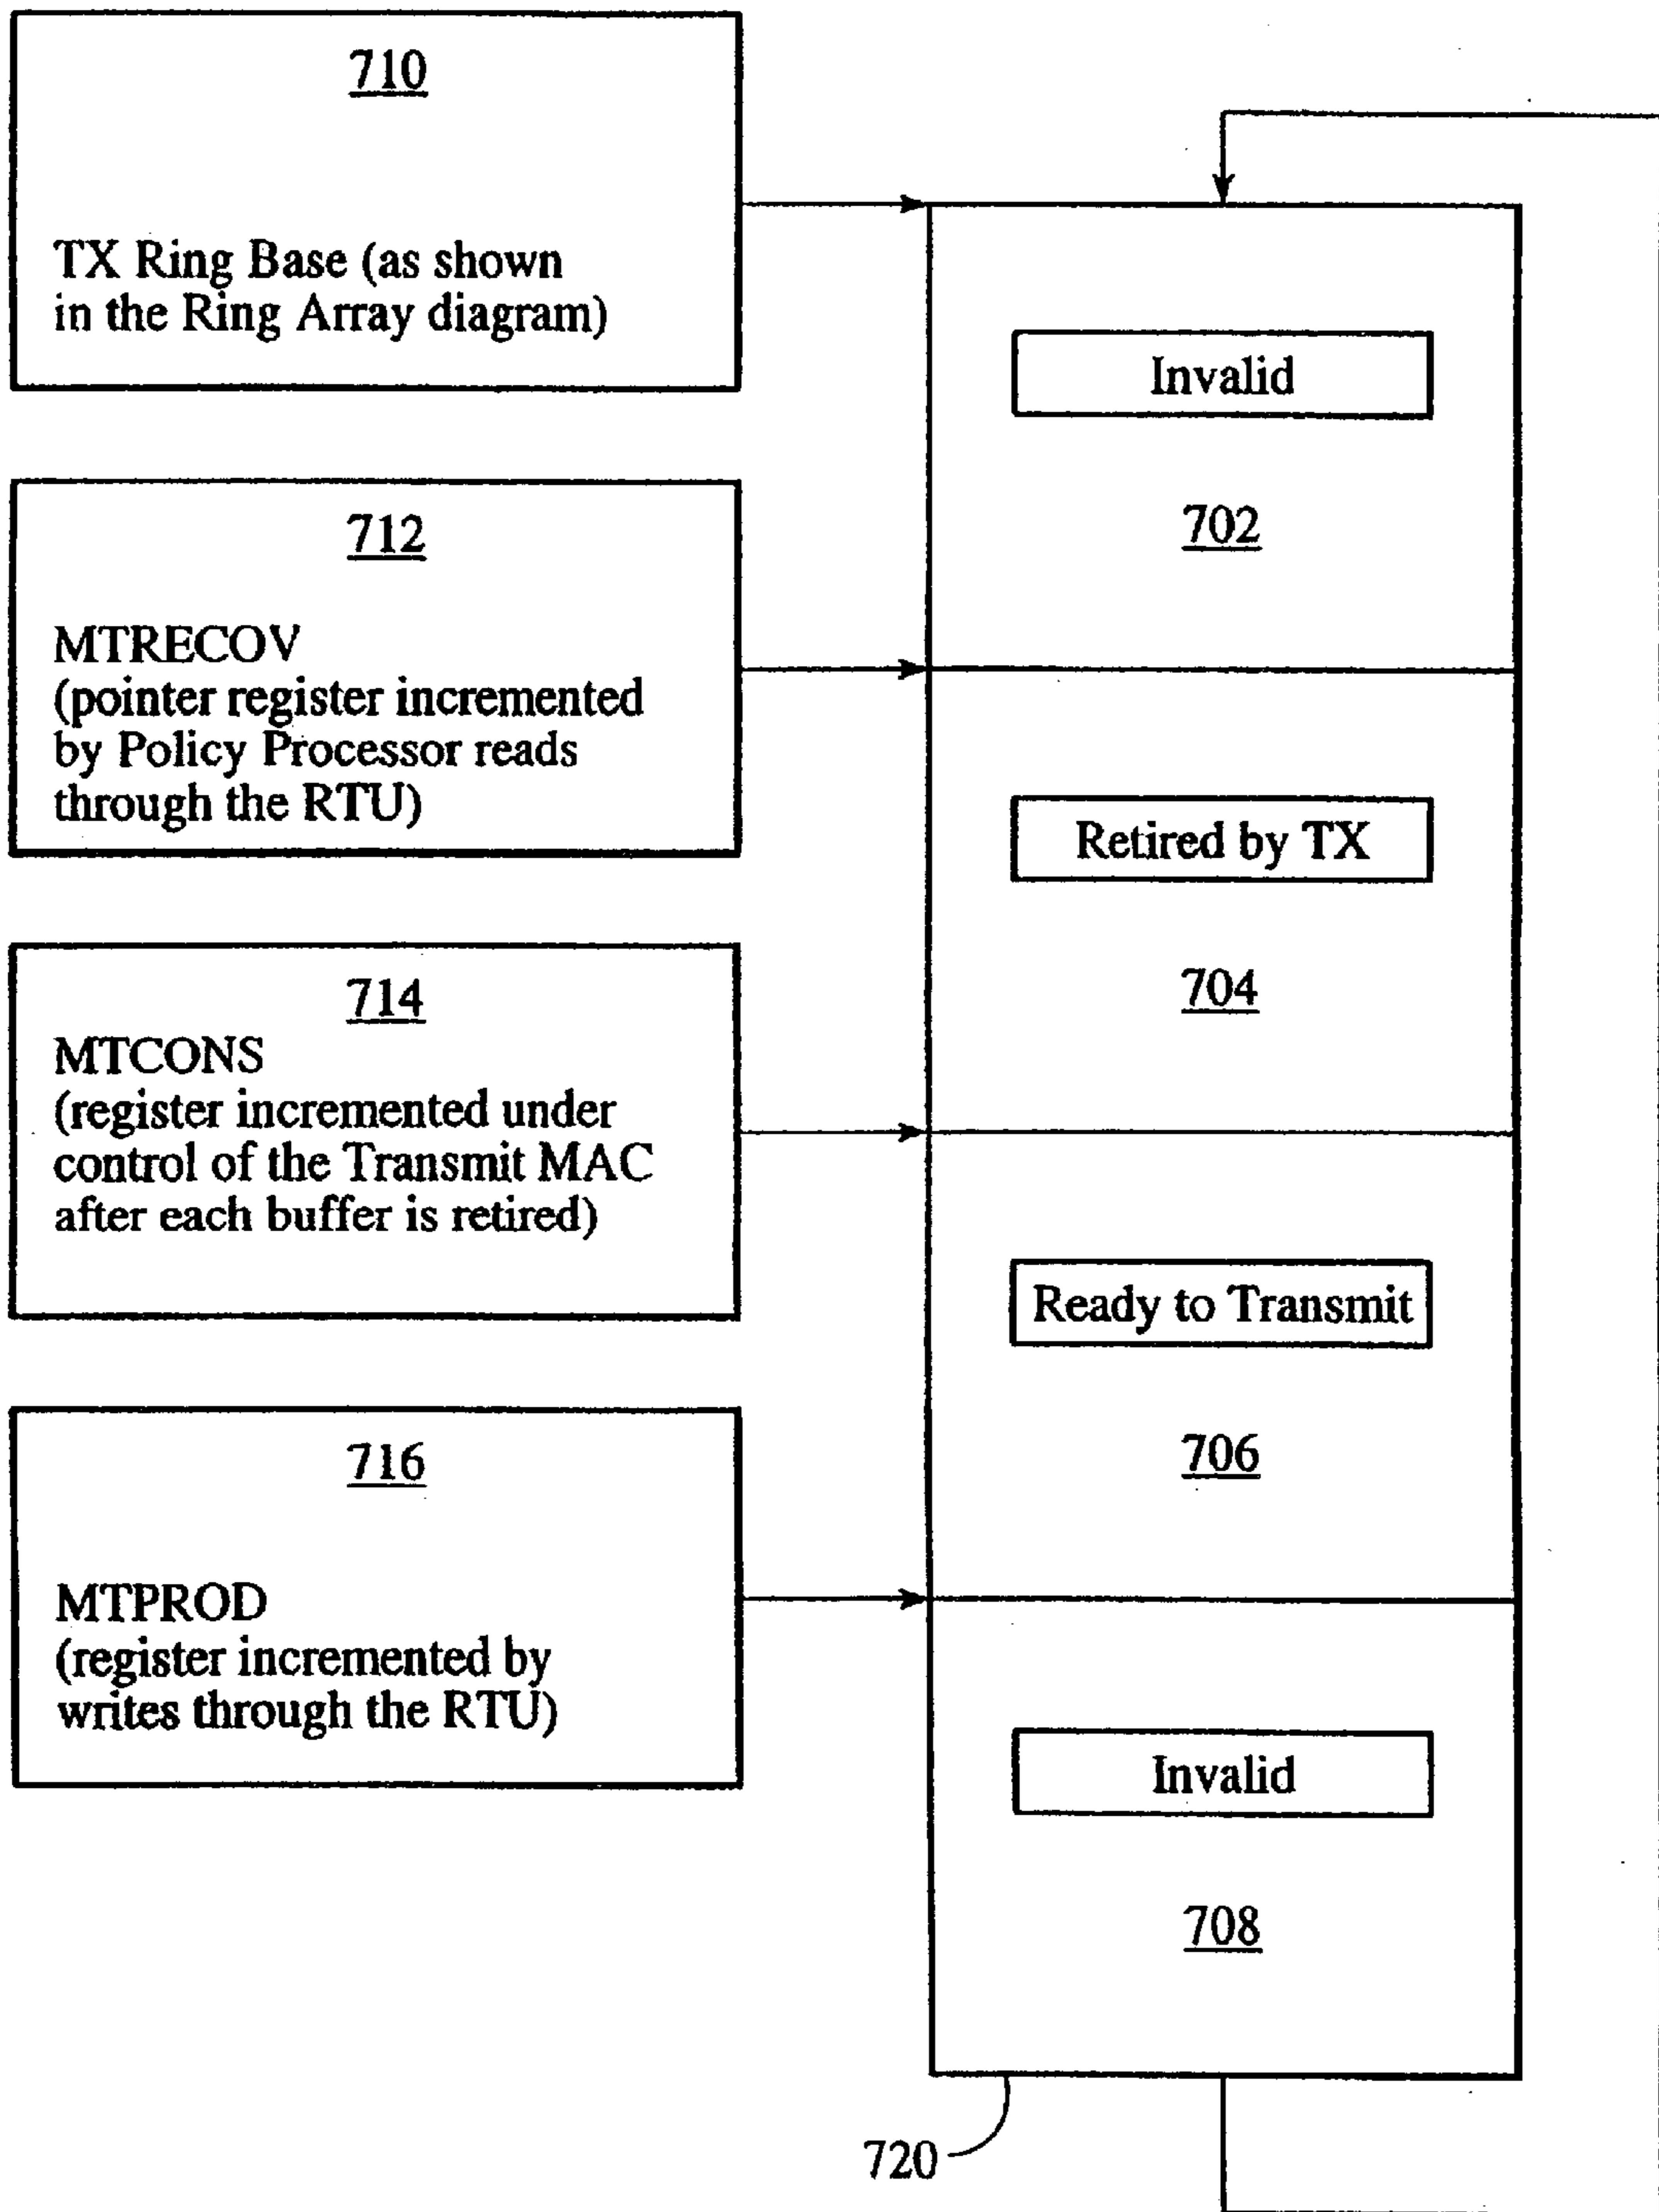 710
TX Ring Base (as shown
in the Ring Array diagram)
712
MTRECOV
(pointer register incremented
by Policy Processor reads
through the RTU)
714
MTCONS
(register incremented under
control of the Transmit MAC
after each buffer is retired)
716
MTPROD
(register incremented by
writes through the RTU)
Invalid
702
Retired by TX
704
Ready to Transmit
706
Invalid
708
720